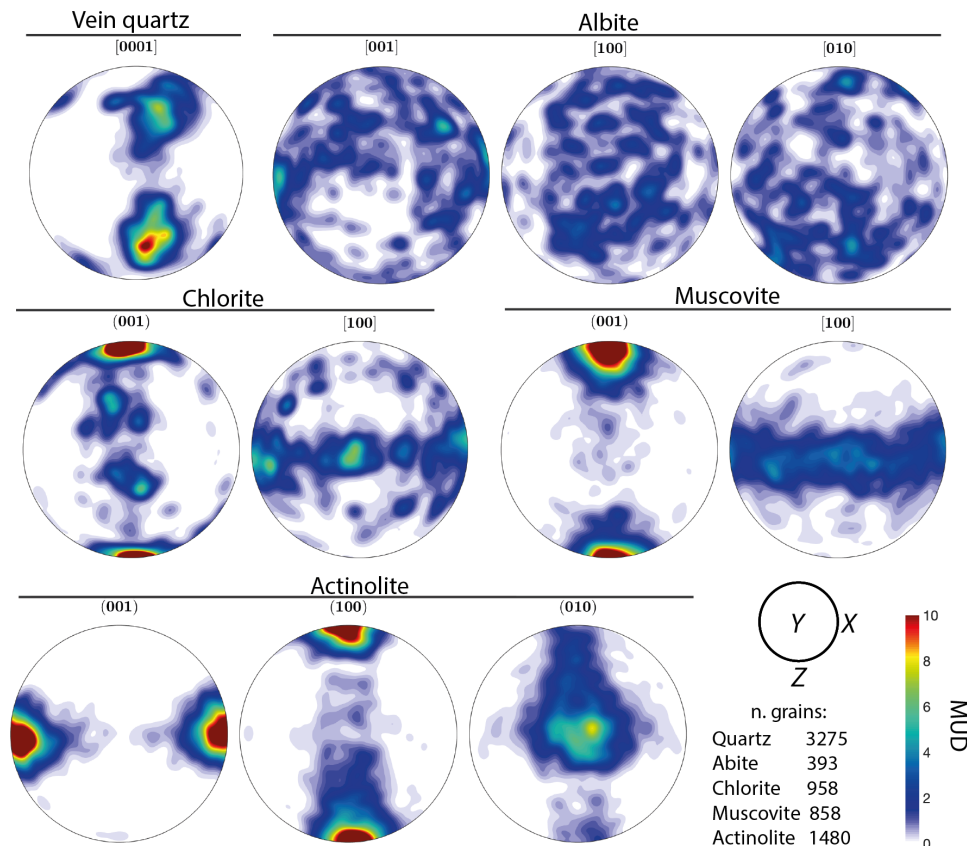 Vein quartz
Albite
[0001]
[001]
[100]
[010]
Chlorite
Muscovite
(001)
[100]
(001)
[100]
Actinolite
(001)
(100)
(010)
Y
X
Z
n. grains:
Quartz 3275
Abite 393
Chlorite 958
Muscovite 858
Actinolite 1480
10
8
6
4
2
0
MUD